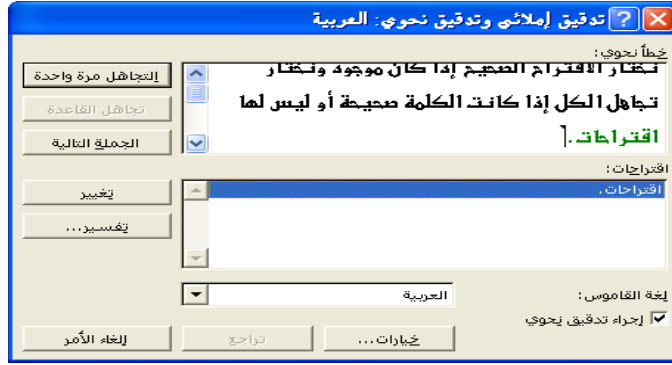 تدقيق إملائي وتدقيق نحوي: العربية
خطأ نحوي:
نختار الاقتراح الصحيح إذا كان موجود ونختار
تجاهل الكل إذا كانت الكلمة صحيحة أو ليس لها
اقتراحات.
التجاهل مرة واحدة
تجاهل القاعدة
الجملة التالية
اقتراحات:
اقتراحات.
تغيير
تفسير...
لغة القاموس:
العربية
إجراء تدقيق نحوي
خيارات...
تراجع
إلغاء الأمر